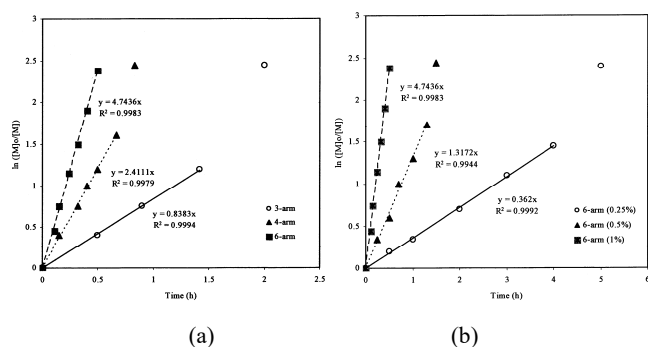 (a)
ln ([M]o/[M])
3
2.5
2
1.5
1
0.5
0
0
0.5
1
1.5
2
2.5
Time (h)
y = 4.7436x
R² = 0.9983
y = 2.4111x
R² = 0.9979
y = 0.8383x
R² = 0.9994
3-arm
4-arm
6-arm
(b)
ln ([M]o/[M])
3
2.5
2
1.5
1
0.5
0
0
1
2
3
4
5
6
Time (h)
y = 4.7436x
R² = 0.9983
y = 1.3172x
R² = 0.9944
y = 0.362x
R² = 0.9992
6-arm (0.25%)
6-arm (0.5%)
6-arm (1%)
(a)
(b)